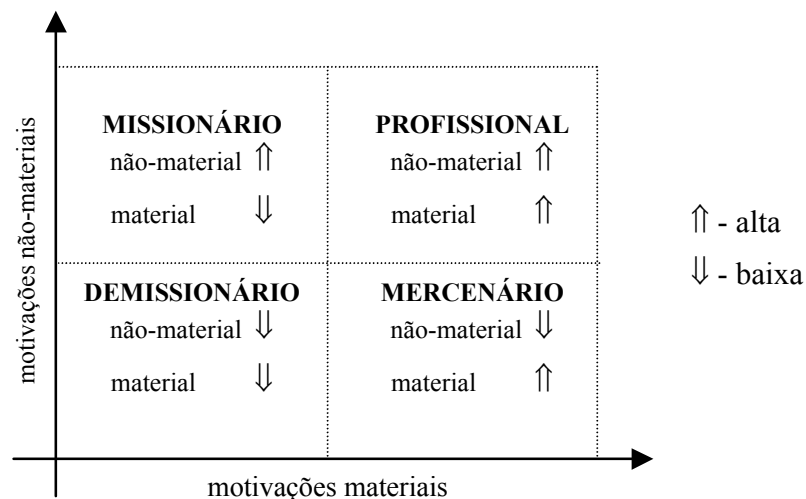 motivações não-materiais
MISSIONÁRIO
não-material ⇑
material ⇓
PROFISSIONAL
não-material ⇑
material ⇑
DEMISSIONÁRIO
não-material ⇓
material ⇓
MERCENÁRIO
não-material ⇓
material ⇑
⇑ - alta
⇓ - baixa
motivações materiais